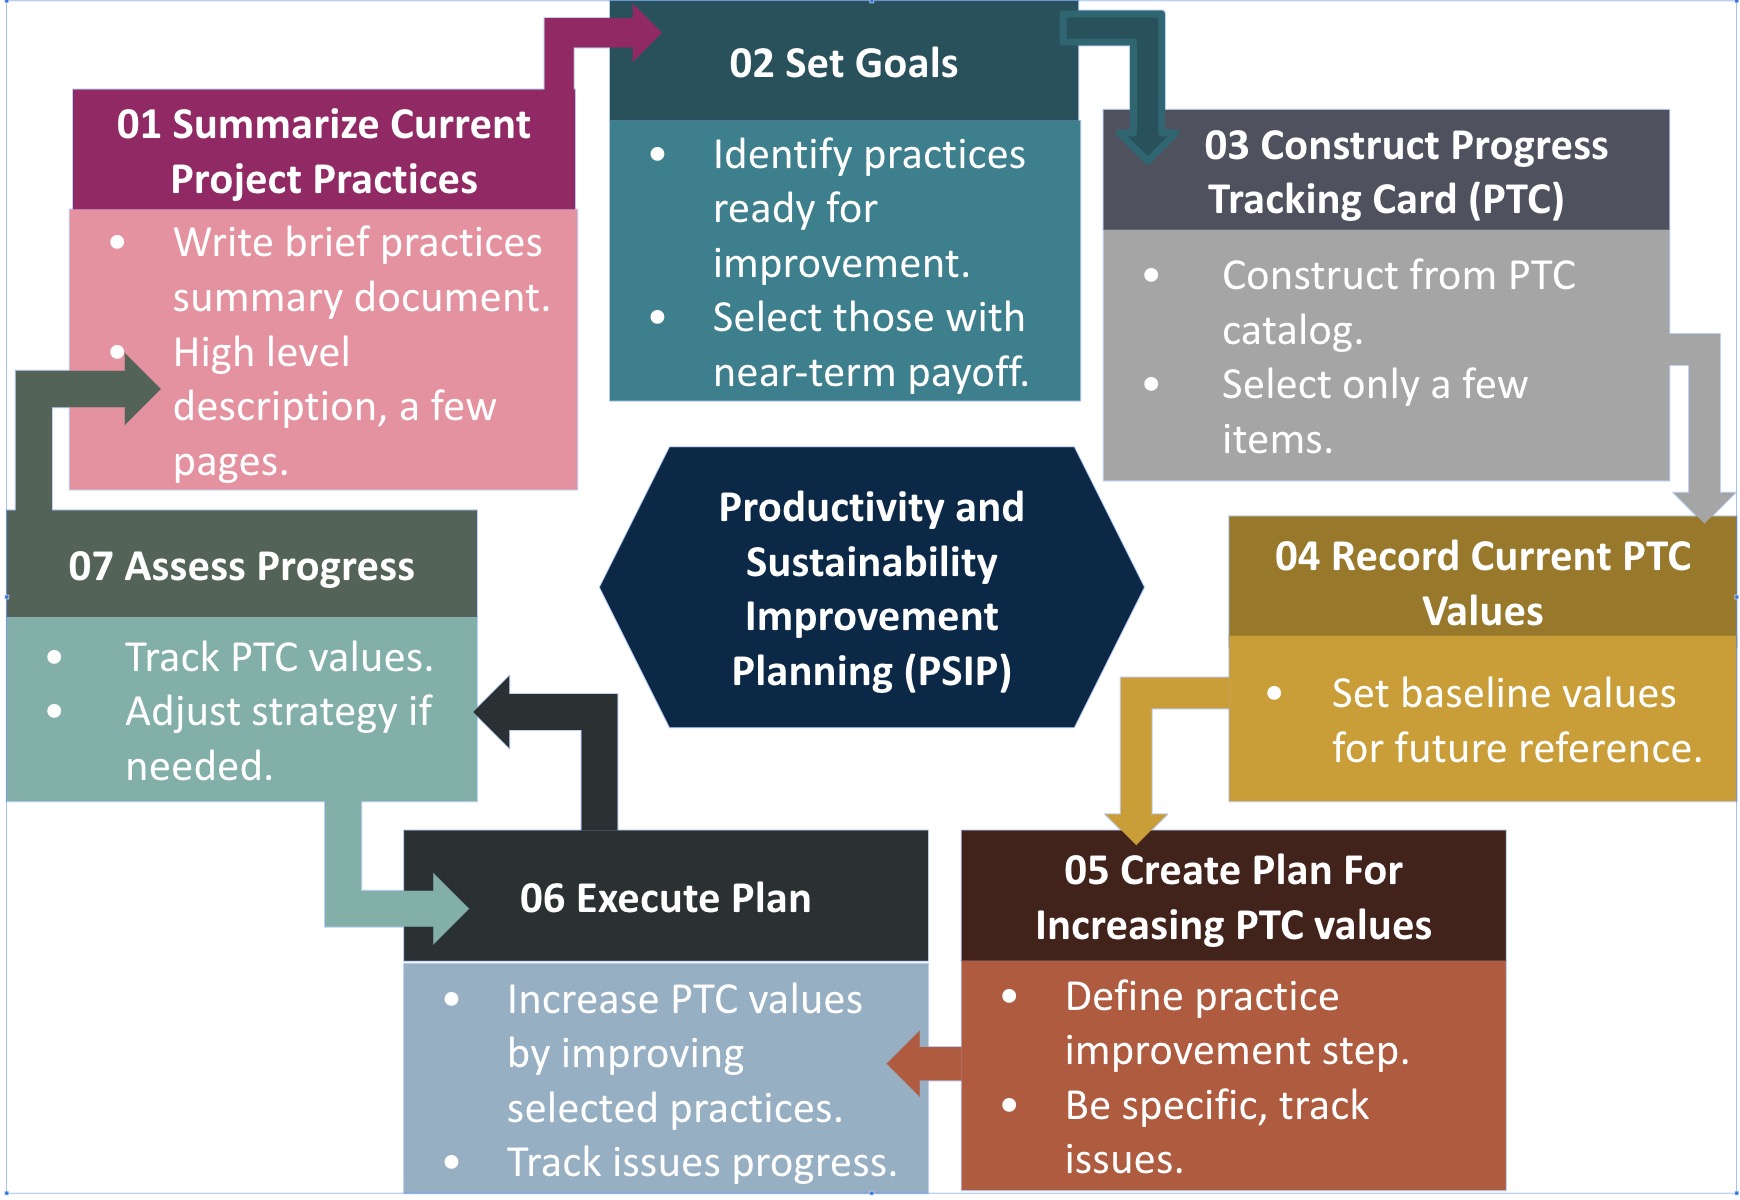 01 Summarize Current
Project Practices
• Write brief practices
summary document.
• High level
description, a few
pages.
02 Set Goals
• Identify practices
ready for
improvement.
• Select those with
near-term payoff.
03 Construct Progress
Tracking Card (PTC)
• Construct from PTC
catalog.
• Select only a few
items.
04 Record Current PTC
Values
• Set baseline values
for future reference.
05 Create Plan For
Increasing PTC values
• Define practice
improvement step.
• Be specific, track
issues.
06 Execute Plan
• Increase PTC values
by improving
selected practices.
• Track issues progress.
07 Assess Progress
• Track PTC values.
• Adjust strategy if
needed.
Productivity and
Sustainability
Improvement
Planning (PSIP)